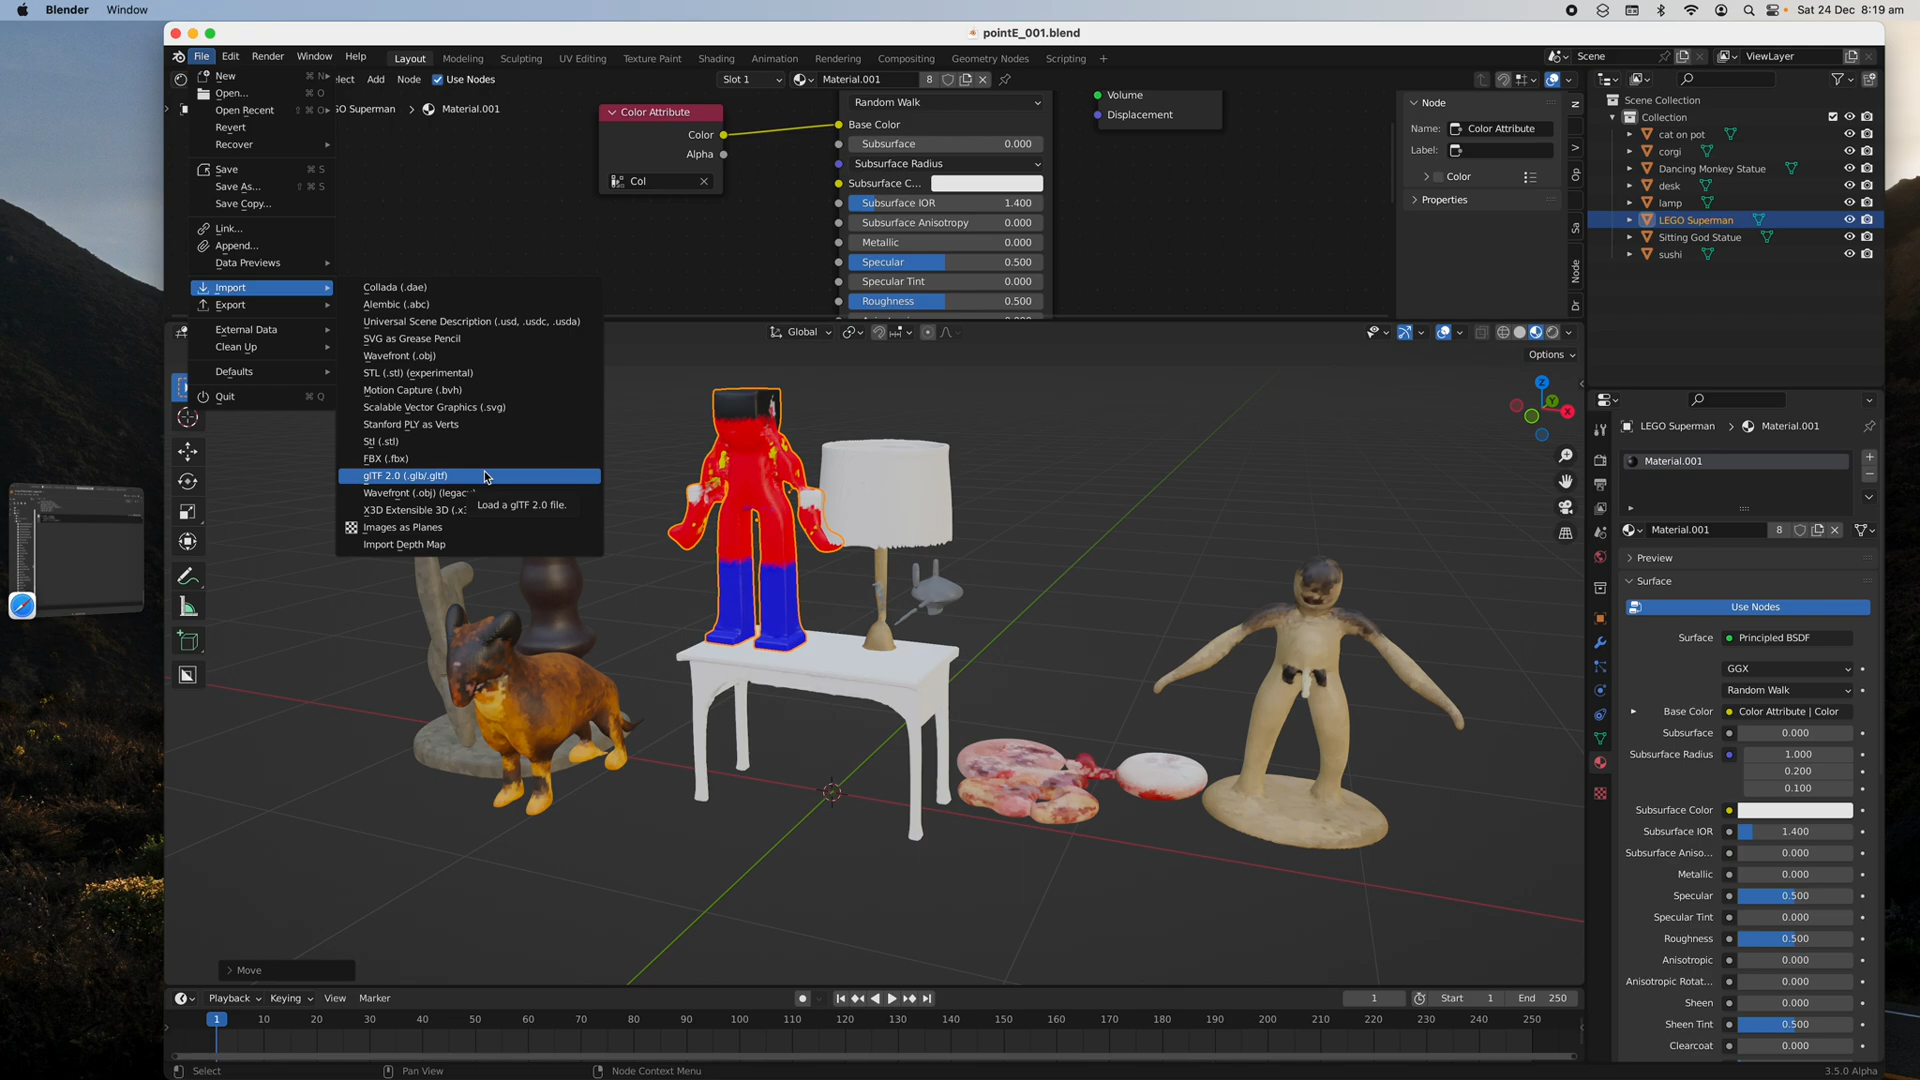 Blender Window Sat 24 Dec 8:19 am
pointE_001.blend
File Edit Render Window Help Layout Modeling Sculpting UV Editing Texture Paint Shading Animation Rendering Compositing Geometry Nodes Scripting + Scene ViewLayer
Add Node Use Nodes Slot 1 Material.001 8
New ⌘ N
Open... ⌘ O
Open Recent ⇧ ⌘ O
Revert
Recover
Save ⌘ S
Save As... ⇧ ⌘ S
Save Copy...
Link...
Append...
Data Previews
Import
Export
External Data
Clean Up
Defaults
Quit ⌘ Q
Collada (.dae)
Alembic (.abc)
Universal Scene Description (.usd, .usdc, .usda)
SVG as Grease Pencil
Wavefront (.obj)
STL (.stl) (experimental)
Motion Capture (.bvh)
Scalable Vector Graphics (.svg)
Stanford PLY as Verts
Stl (.stl)
FBX (.fbx)
glTF 2.0 (.glb/.gltf)
Wavefront (.obj) (legac
Load a glTF 2.0 file.
X3D Extensible 3D (.x
Images as Planes
Import Depth Map
Superman Material.001
Color Attribute
Color
Alpha
Col
Random Walk
Base Color
Subsurface 0.000
Subsurface Radius
Subsurface C...
Subsurface IOR 1.400
Subsurface Anisotropy 0.000
Metallic 0.000
Specular 0.500
Specular Tint 0.000
Roughness 0.500
Volume
Displacement
Node
Name: Color Attribute
Label:
Color
Properties
N
V
Op
Sa
Node
Dr
Scene Collection
Collection
cat on pot
corgi
Dancing Monkey Statue
desk
lamp
LEGO Superman
Sitting God Statue
sushi
Global
Options
Z
Y
X
LEGO Superman Material.001
Material.001
Material.001 8
Preview
Surface
Use Nodes
Surface Principled BSDF
GGX
Random Walk
Base Color Color Attribute | Color
Subsurface 0.000
Subsurface Radius 1.000
0.200
0.100
Subsurface Color
Subsurface IOR 1.400
Subsurface Aniso... 0.000
Metallic 0.000
Specular 0.500
Specular Tint 0.000
Roughness 0.500
Anisotropic 0.000
Anisotropic Rotat... 0.000
Sheen 0.000
Sheen Tint 0.500
Clearcoat 0.000
Move
Playback Keying View Marker 1 Start 1 End 250
1 10 20 30 40 50 60 70 80 90 100 110 120 130 140 150 160 170 180 190 200 210 220 230 240 250
Select Pan View Node Context Menu 3.5.0 Alpha